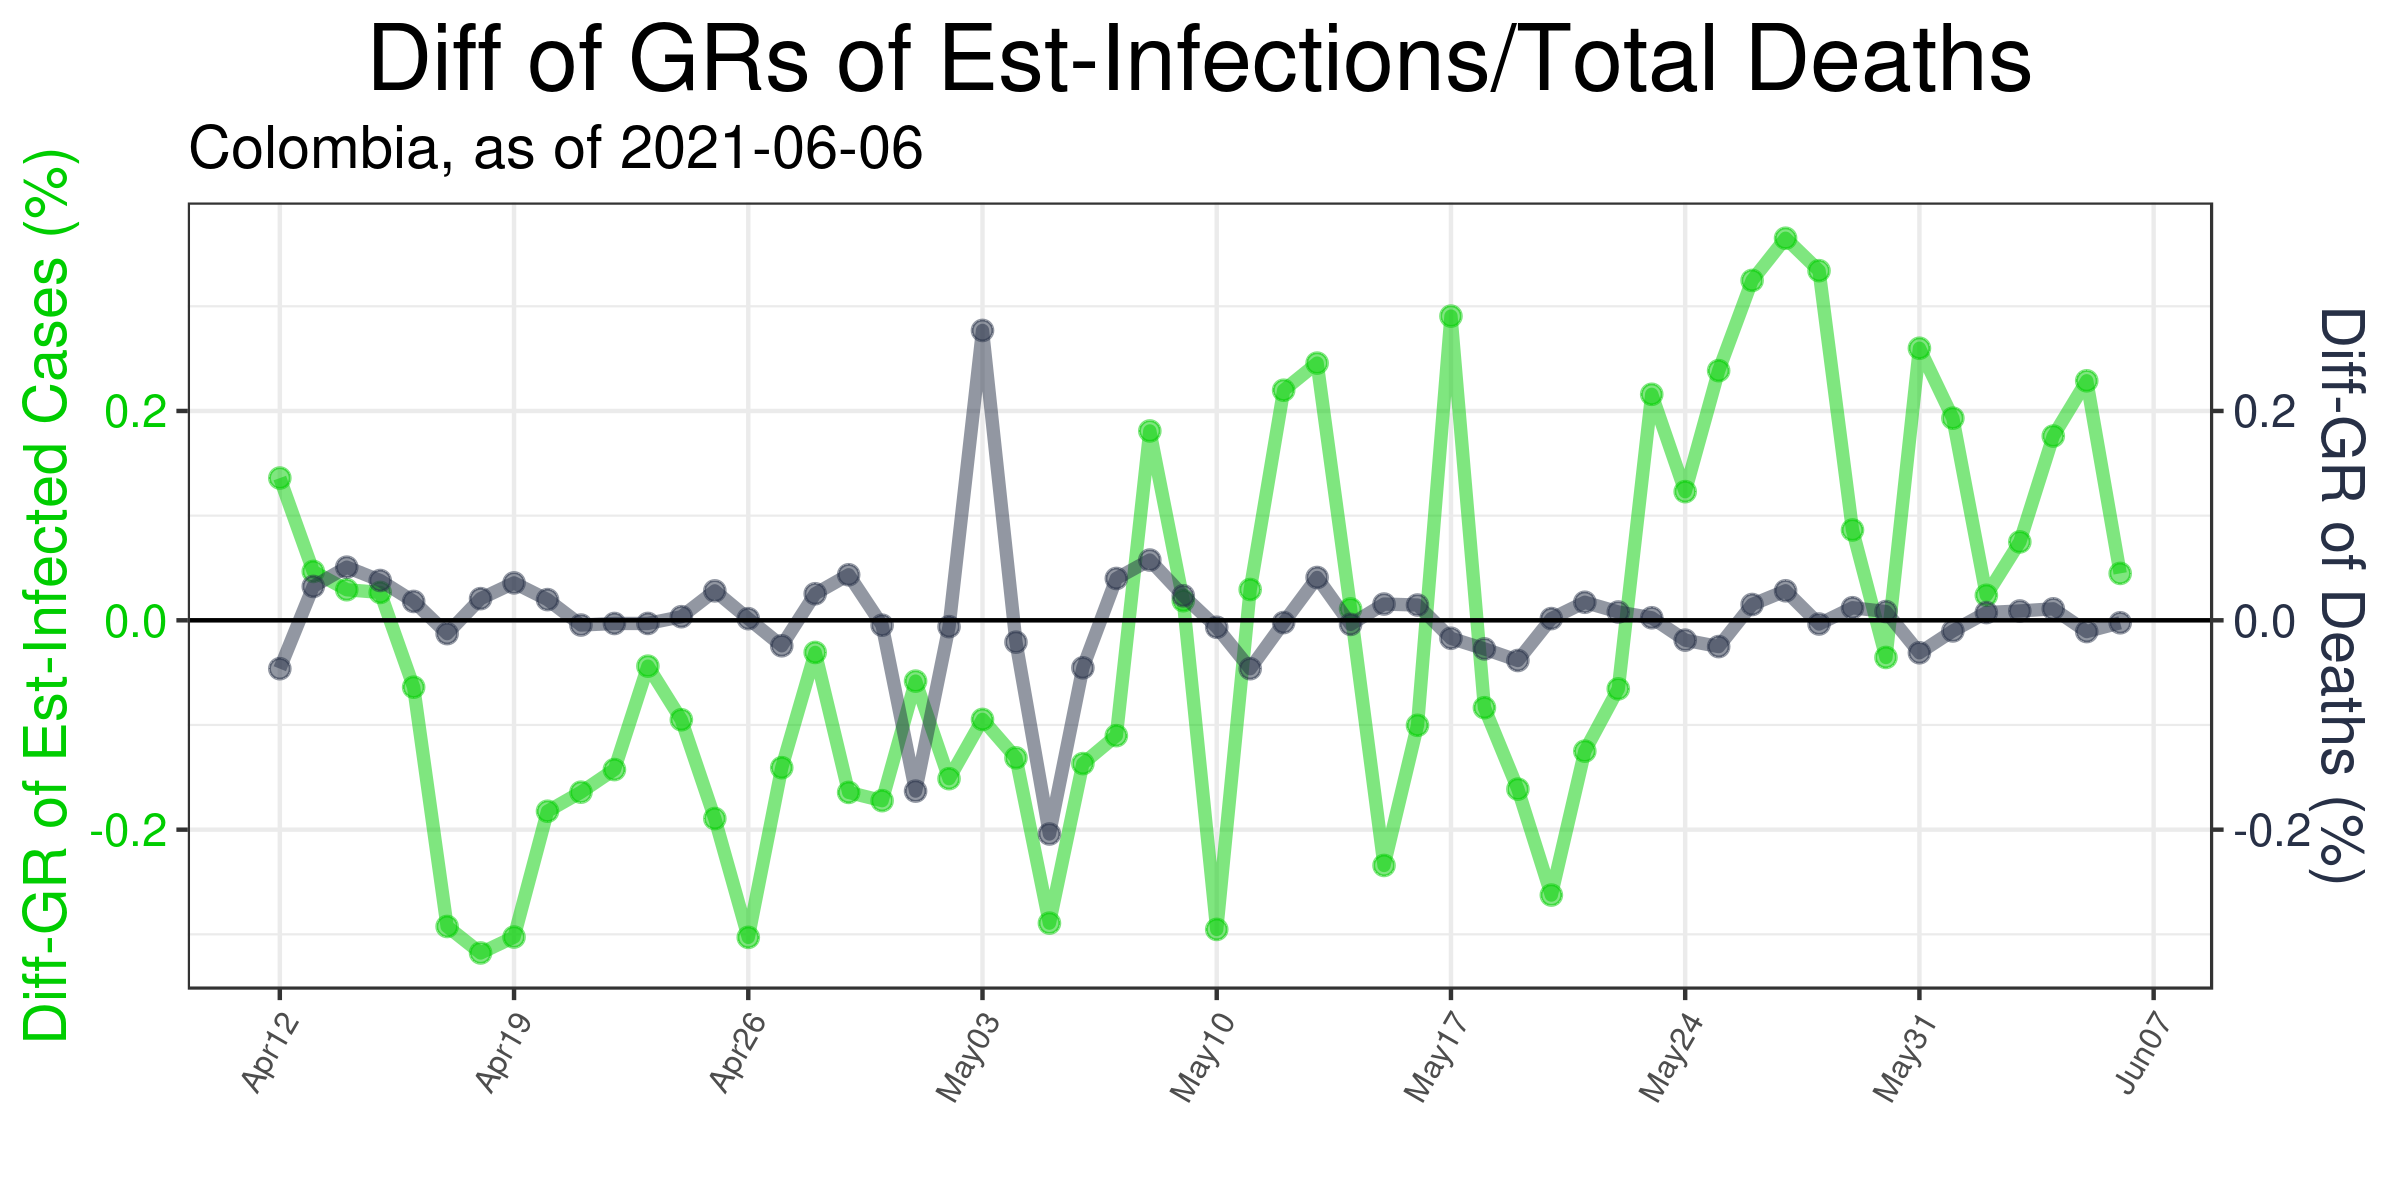 Diff of GRs of Est-Infections/Total Deaths
Colombia, as of 2021-06-06
Diff-GR of Est-Infected Cases (%)
0.2
0.0
-0.2
0.2
0.0
-0.2
Diff-GR of Deaths (%)
Apr12
Apr19
Apr26
May03
May10
May17
May24
May31
Jun07